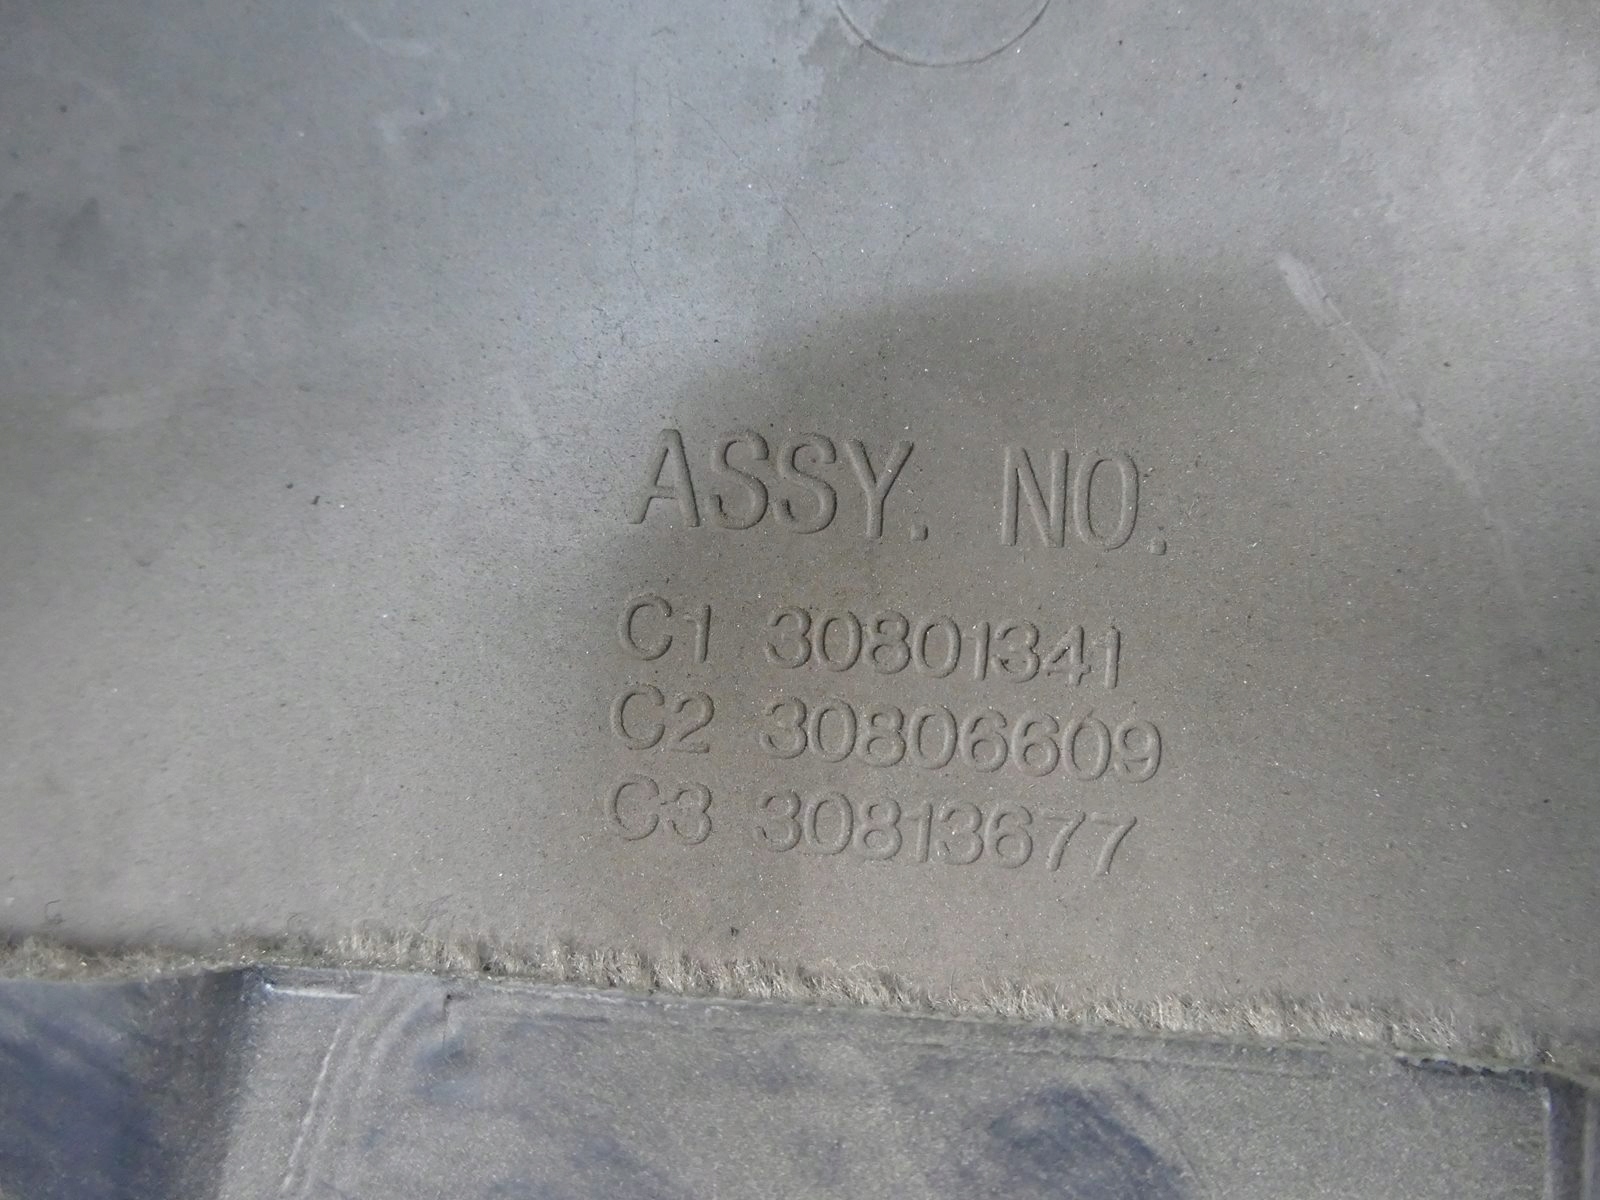 ASSY. NO.
C1 30801341
C2 30806609
C3 30813677